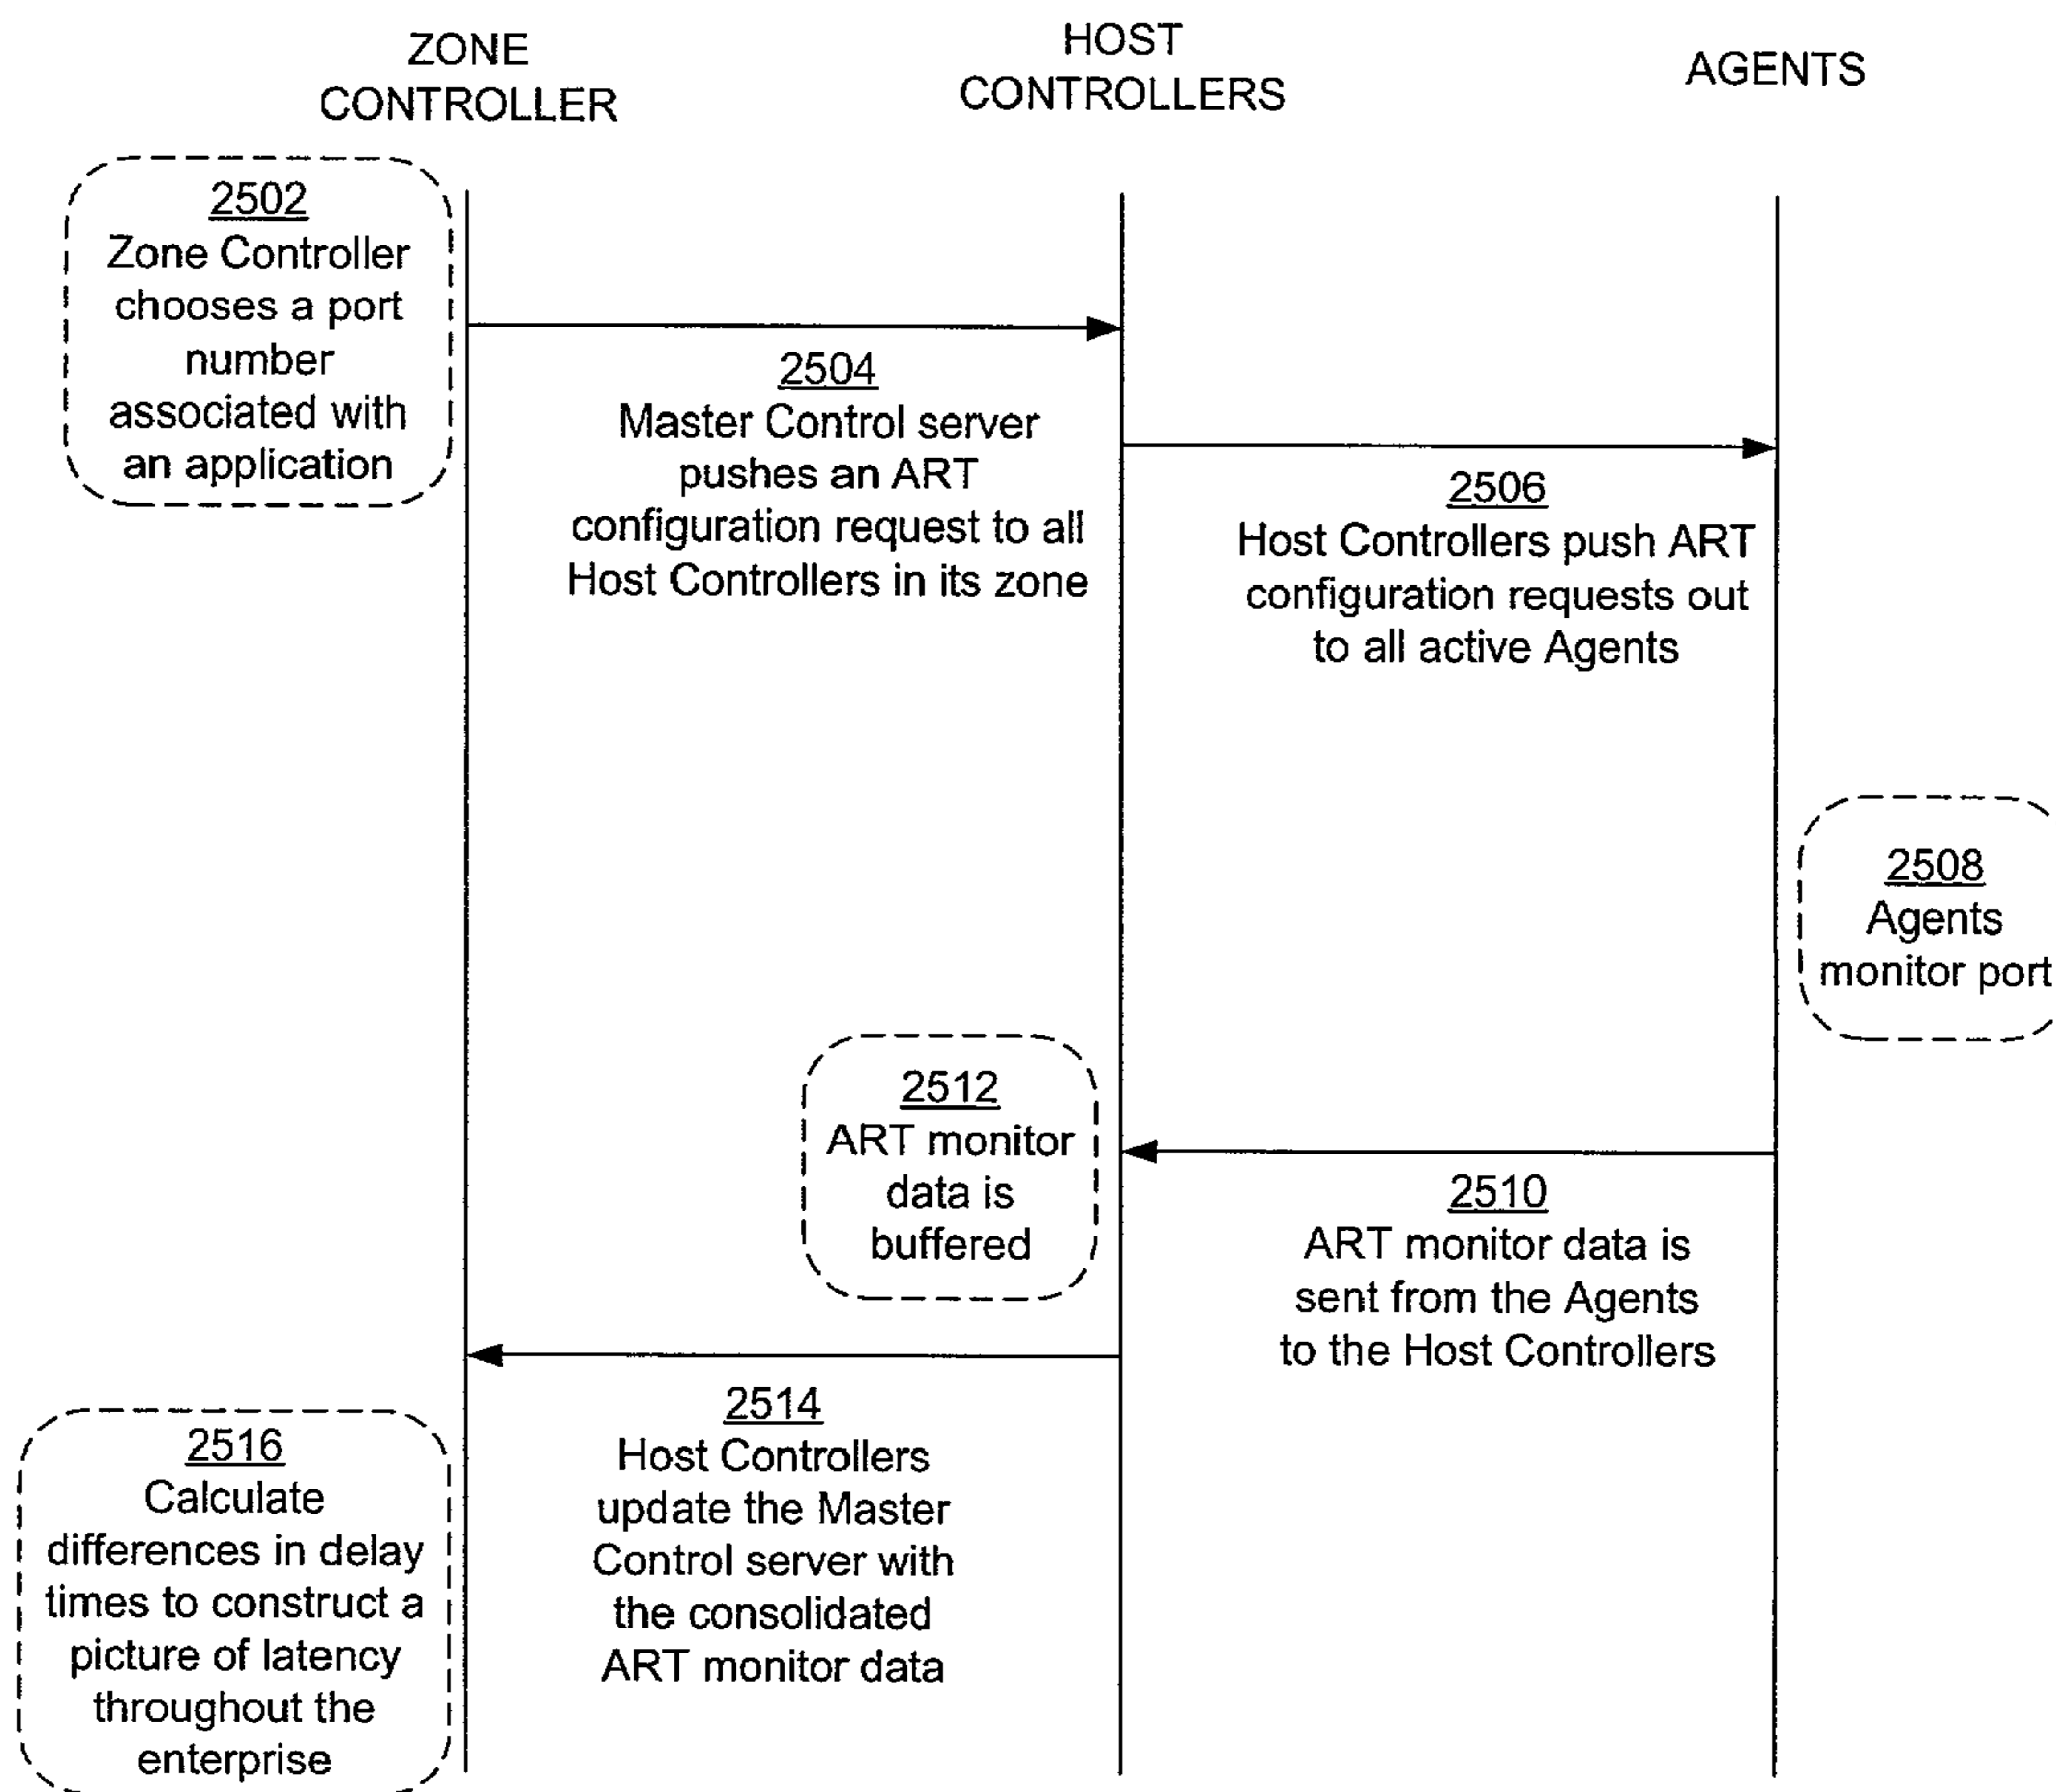 ZONE
CONTROLLER
HOST
CONTROLLERS
AGENTS
2502
Zone Controller
chooses a port
number
associated with
an application
2504
Master Control server
pushes an ART
configuration request to all
Host Controllers in its zone
2506
Host Controllers push ART
configuration requests out
to all active Agents
2508
Agents
monitor port
2512
ART monitor
data is
buffered
2510
ART monitor data is
sent from the Agents
to the Host Controllers
2514
Host Controllers
update the Master
Control server with
the consolidated
ART monitor data
2516
Calculate
differences in delay
times to construct a
picture of latency
throughout the
enterprise